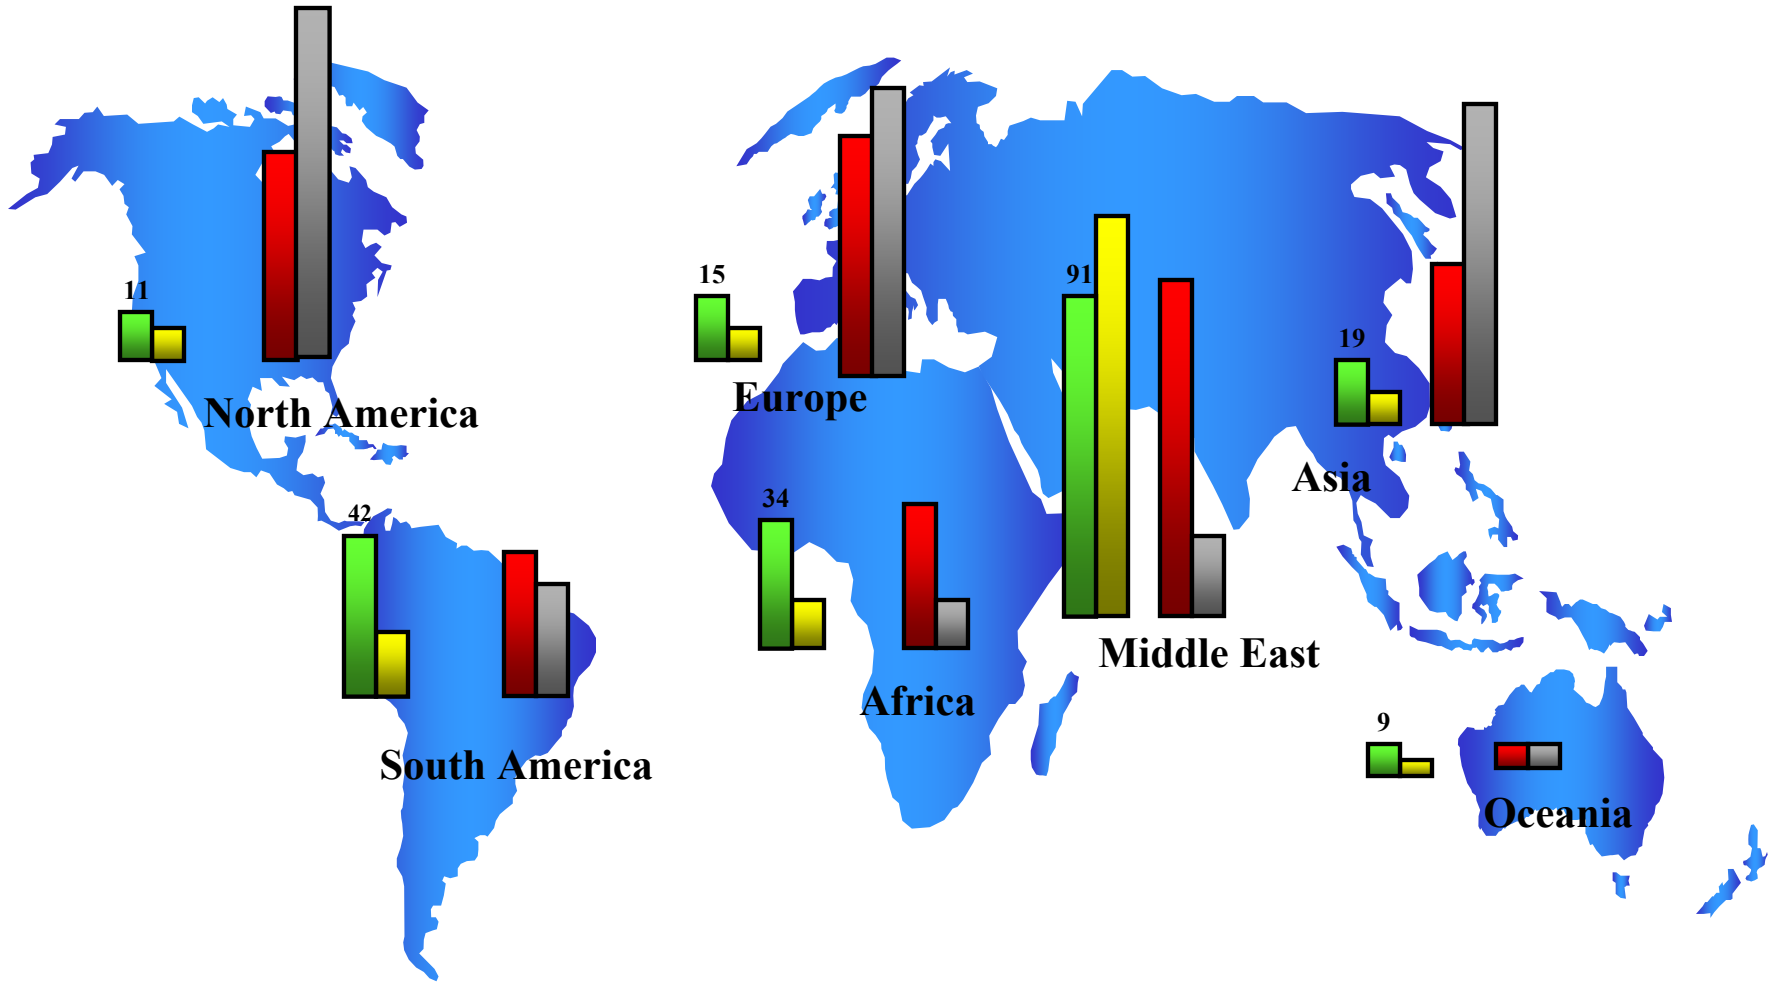 11
North America
42
South America
15
Europe
34
Africa
91
Middle East
19
Asia
9
Oceania